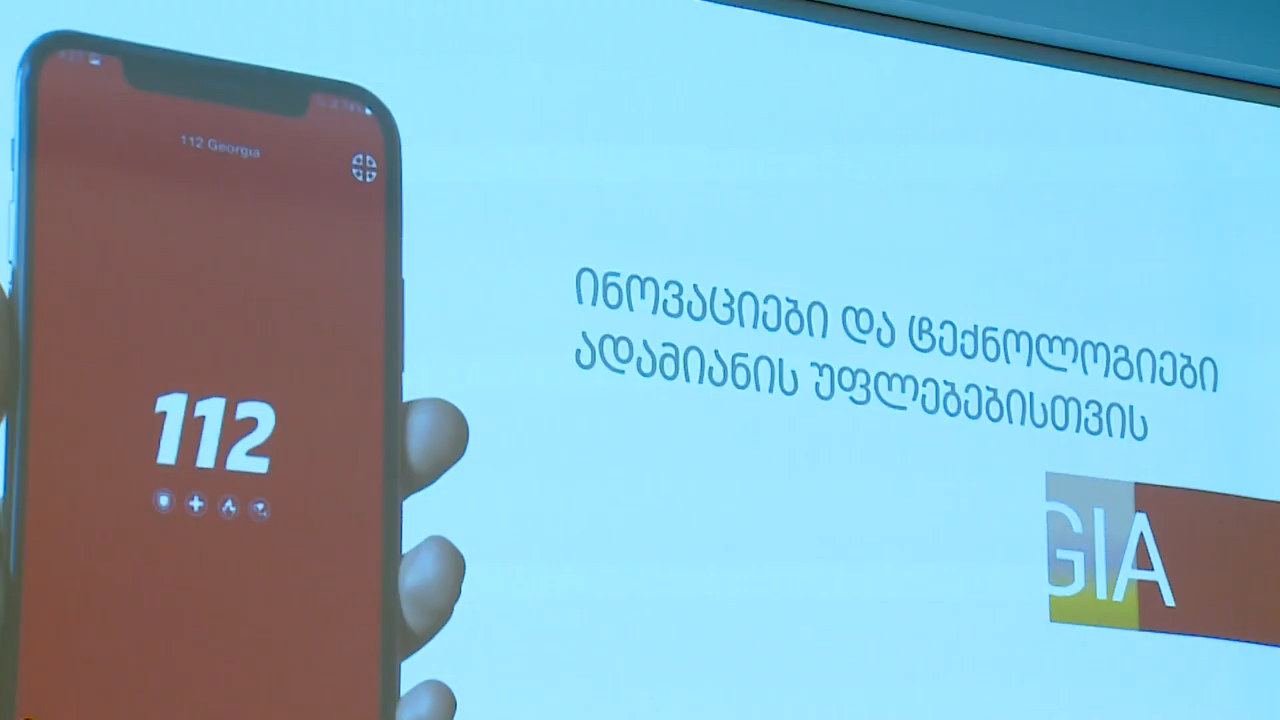 112 Georgia
112
ინოვაციები და ტექნოლოგიები
ადამიანის უფლებებისთვის
GIA